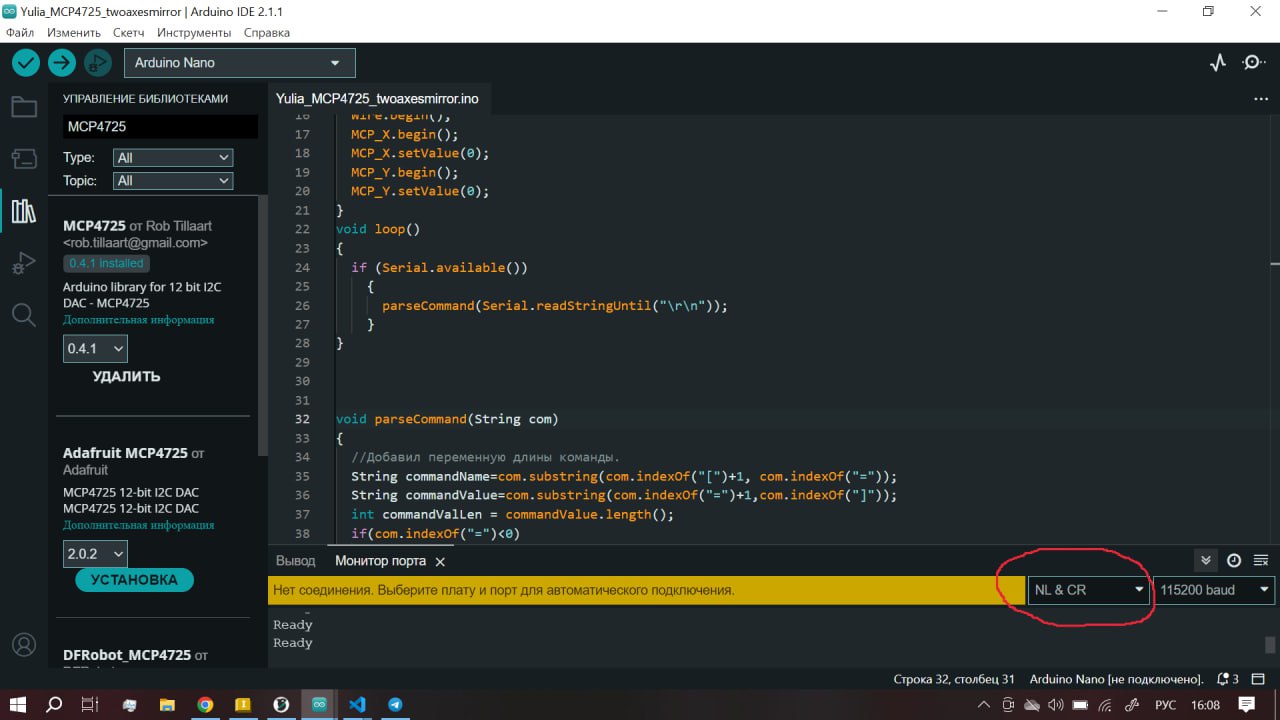 Yulia_MCP4725_twoaxesmirror | Arduino IDE 2.1.1
Файл Изменить Скетч Инструменты Справка
Arduino Nano
УПРАВЛЕНИЕ БИБЛИОТЕКАМИ
MCP4725
Type: All
Topic: All
MCP4725 от Rob Tillaart
<rob.tillaart@gmail.com>
0.4.1 installed
Arduino library for 12 bit I2C
DAC - MCP4725
Дополнительная информация
0.4.1
УДАЛИТЬ
Adafruit MCP4725 от
Adafruit
MCP4725 12-bit I2C DAC
MCP4725 12-bit I2C DAC
Дополнительная информация
2.0.2
УСТАНОВКА
DFRobot_MCP4725 от
Yulia_MCP4725_twoaxesmirror.ino
16 Wire.begin();
17 MCP_X.begin();
18 MCP_X.setValue(0);
19 MCP_Y.begin();
20 MCP_Y.setValue(0);
21 }
22 void loop()
23 {
24 if (Serial.available())
25 {
26 parseCommand(Serial.readStringUntil("\r\n"));
27 }
28 }
29
30
31
32 void parseCommand(String com)
33 {
34 //Добавил переменную длины команды.
35 String commandName=com.substring(com.indexOf("[")+1, com.indexOf("="));
36 String commandValue=com.substring(com.indexOf("=")+1,com.indexOf("]"));
37 int commandValLen = commandValue.length();
38 if(com.indexOf("=")<0)
Вывод Монитор порта
Нет соединения. Выберите плату и порт для автоматического подключения.
NL & CR
115200 baud
Ready
Ready
Строка 32, столбец 31 Arduino Nano [не подключено]. 3
РУС 16:08